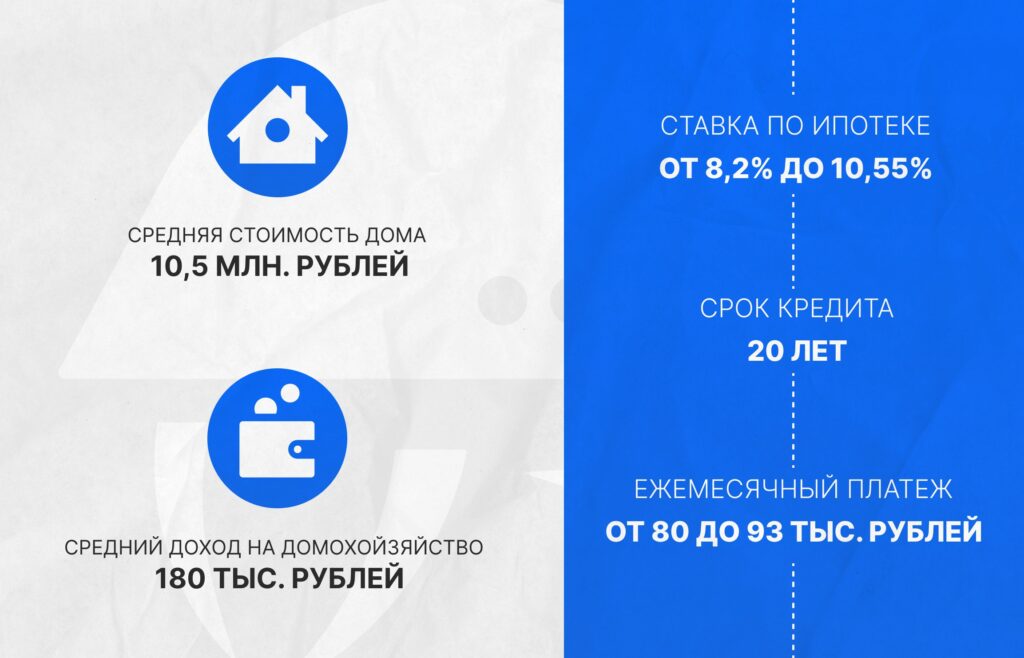 СРЕДНЯЯ СТОИМОСТЬ ДОМА
10,5 МЛН. РУБЛЕЙ
СРЕДНИЙ ДОХОД НА ДОМОХОЙЗЯЙСТВО
180 ТЫС. РУБЛЕЙ
СТАВКА ПО ИПОТЕКЕ
ОТ 8,2% ДО 10,55%
СРОК КРЕДИТА
20 ЛЕТ
ЕЖЕМЕСЯЧНЫЙ ПЛАТЕЖ
ОТ 80 ДО 93 ТЫС. РУБЛЕЙ